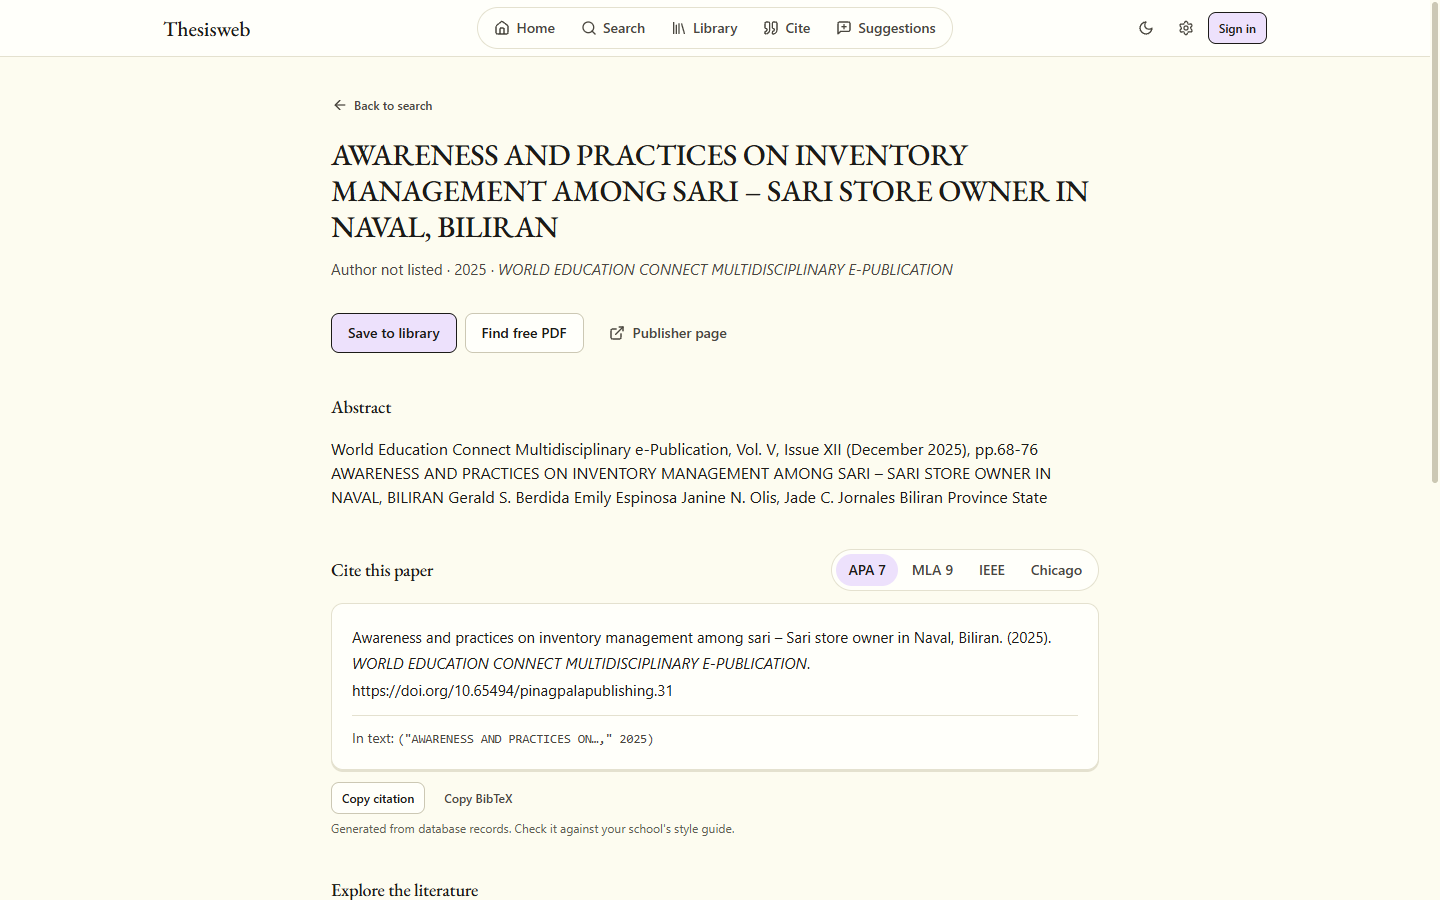 Thesisweb
Home
Search
Library
Cite
Suggestions
Sign in
Back to search
AWARENESS AND PRACTICES ON INVENTORY
MANAGEMENT AMONG SARI – SARI STORE OWNER IN
NAVAL, BILIRAN
Author not listed · 2025 · WORLD EDUCATION CONNECT MULTIDISCIPLINARY E-PUBLICATION
Save to library
Find free PDF
Publisher page
Abstract
World Education Connect Multidisciplinary e-Publication, Vol. V, Issue XII (December 2025), pp.68-76
AWARENESS AND PRACTICES ON INVENTORY MANAGEMENT AMONG SARI – SARI STORE OWNER IN
NAVAL, BILIRAN Gerald S. Berdida Emily Espinosa Janine N. Olis, Jade C. Jornales Biliran Province State
Cite this paper
APA 7
MLA 9
IEEE
Chicago
Awareness and practices on inventory management among sari – Sari store owner in Naval, Biliran. (2025).
WORLD EDUCATION CONNECT MULTIDISCIPLINARY E-PUBLICATION.
https://doi.org/10.65494/pinagpalapublishing.31
In text: ("AWARENESS AND PRACTICES ON…," 2025)
Copy citation
Copy BibTeX
Generated from database records. Check it against your school's style guide.
Explore the literature